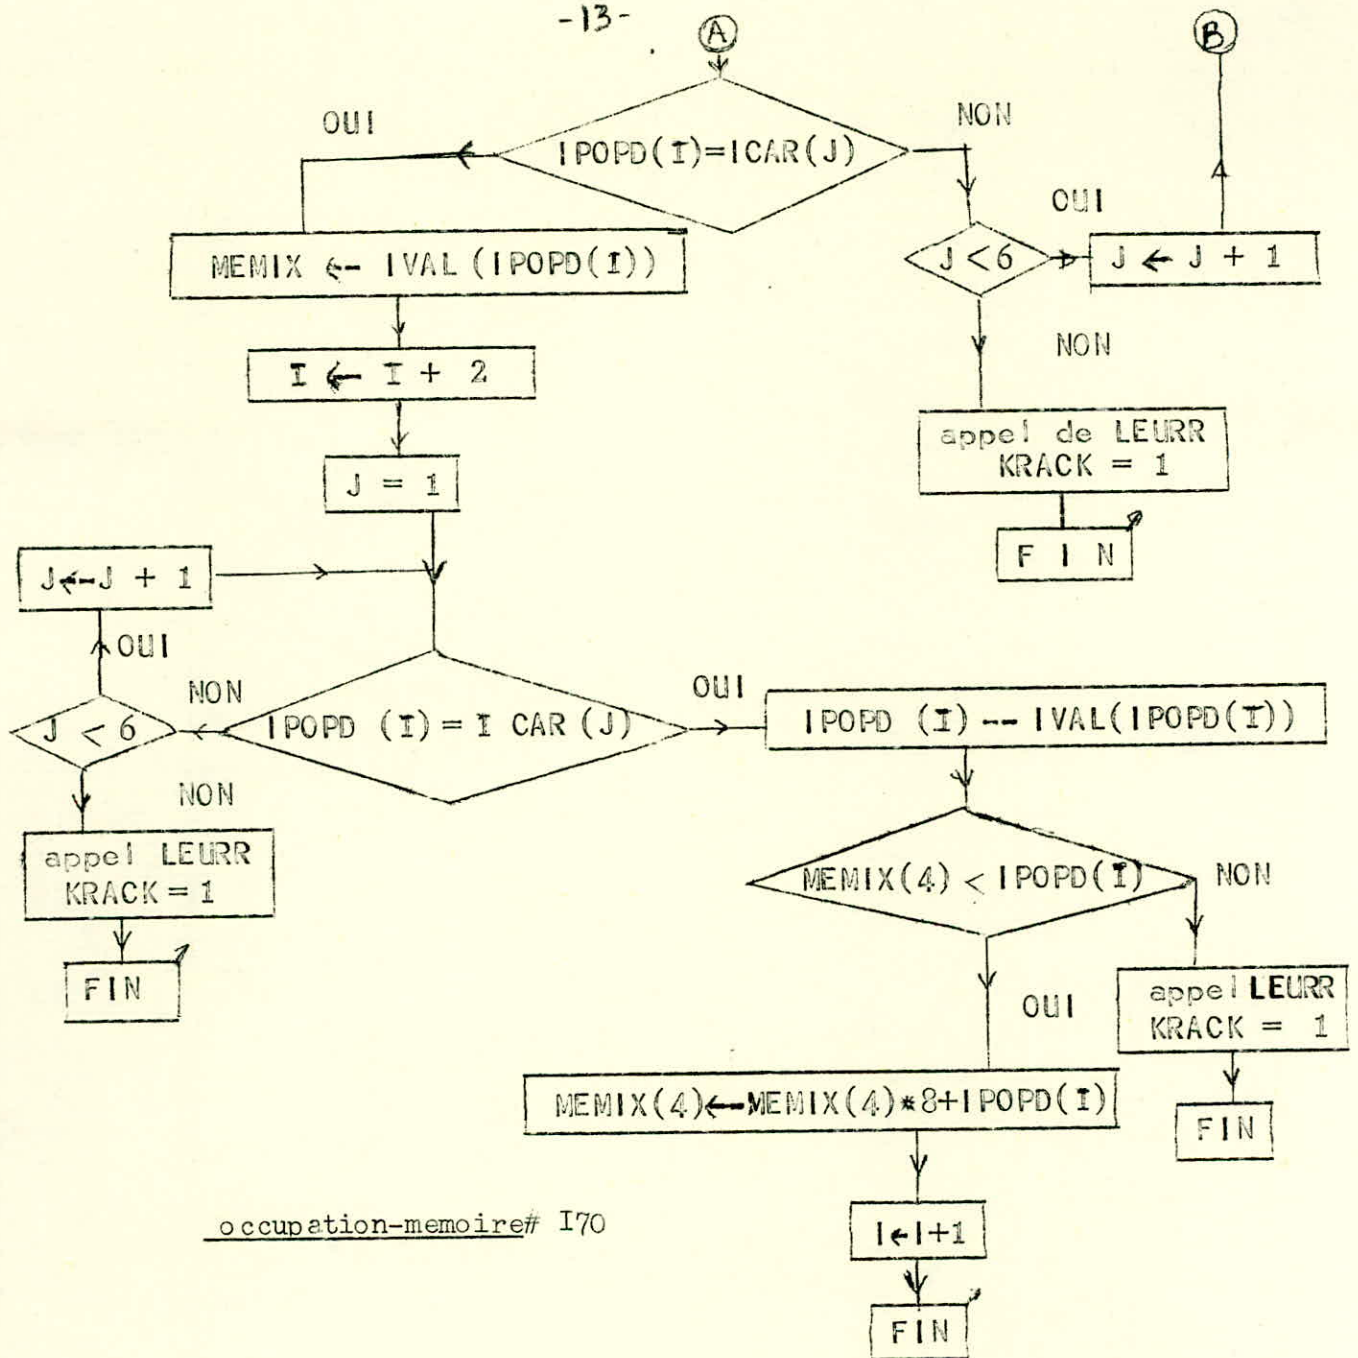 -13-
A
B
OUI
IPOPD(I)=ICAR(J)
NON
MEMIX ← IVAL(IPOPD(I))
J < 6
OUI
J ← J + 1
I ← I + 2
NON
appel de LEURR
KRACK = 1
J = 1
F I N
J ← J + 1
OUI
J < 6
NON
IPOPD (I) = I CAR (J)
OUI
IPOPD (I) -- IVAL(IPOPD(I))
NON
appel LEURR
KRACK = 1
MEMIX(4) < IPOPD(I)
NON
FIN
OUI
appel LEURR
KRACK = 1
MEMIX(4)←MEMIX(4)*8+IPOPD(I)
FIN
occupation-memoire# I70
I←I+1
FIN